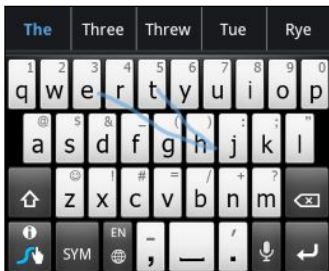 The Three Threw Tue Rye
1 2 3 4 5 6 7 8 9 0
q w e r t y u i o p
@ $ & _ ( ) : ; "
a s d f g h j k l
! # = / + ?
z x c v b n m
EN
SYM , .